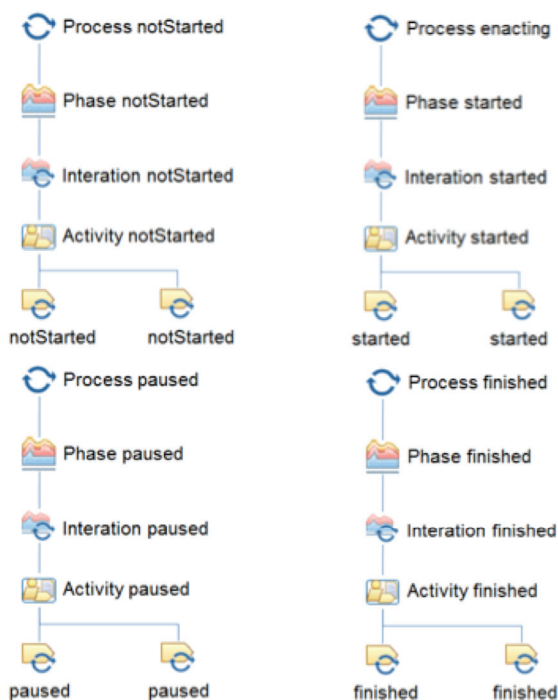 Process notStarted
Phase notStarted
Interation notStarted
Activity notStarted
notStarted notStarted
Process enacting
Phase started
Interation started
Activity started
started started
Process paused
Phase paused
Interation paused
Activity paused
paused paused
Process finished
Phase finished
Interation finished
Activity finished
finished finished